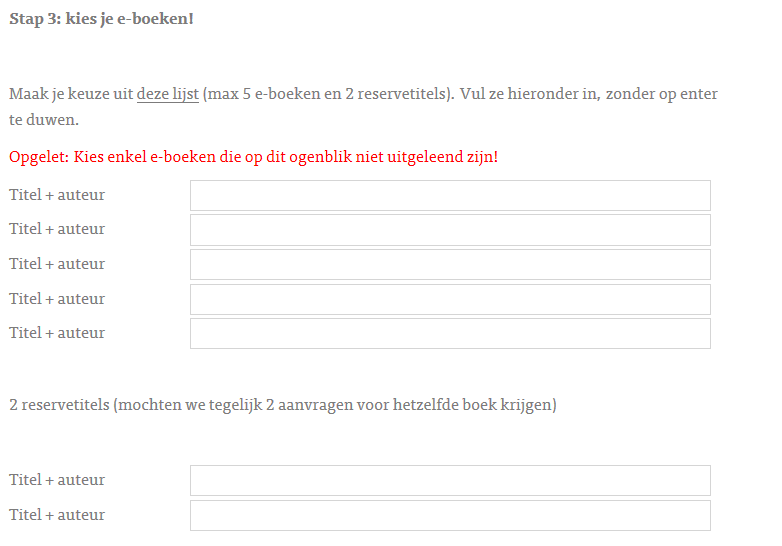 Stap 3: kies je e-boeken!
Maak je keuze uit deze lijst (max 5 e-boeken en 2 reservetitels). Vul ze hieronder in, zonder op enter
te duwen.
Opgelet: Kies enkel e-boeken die op dit ogenblik niet uitgeleend zijn!
Titel + auteur
Titel + auteur
Titel + auteur
Titel + auteur
Titel + auteur
2 reservetitels (mochten we tegelijk 2 aanvragen voor hetzelfde boek krijgen)
Titel + auteur
Titel + auteur